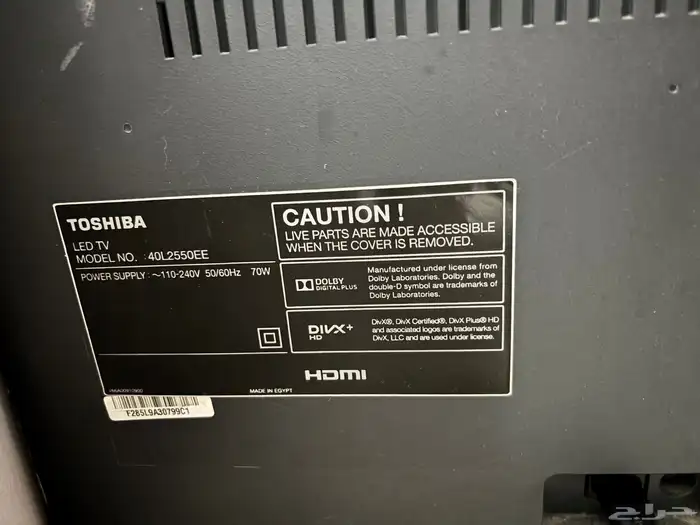 TOSHIBA
LED TV
MODEL NO. :40L2550EE
POWER SUPPLY: ~110-240V 50/60Hz 70W
CAUTION !
LIVE PARTS ARE MADE ACCESSIBLE
WHEN THE COVER IS REMOVED.
DOLBY
DIGITAL PLUS
Manufactured under license from
Dolby Laboratories. Dolby and the
double-D symbol are trademarks of
Dolby Laboratories.
DIVX+
HD
DivX®, DivX Certified®, DivX Plus® HD
and associated logos are trademarks of
DivX, LLC and are used under license.
HDMI
MADE IN EGYPT
F285L9A30799C1
حراج